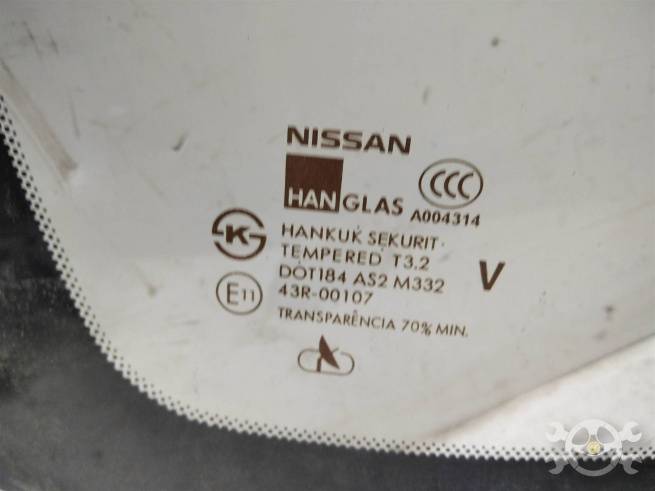 NISSAN
HANGLAS
CCC
A004314
K S
HANKUK SEKURIT
TEMPERED T3.2
DOT184 AS2 M332
V
E11
43R-00107
TRANSPARÊNCIA 70% MIN.